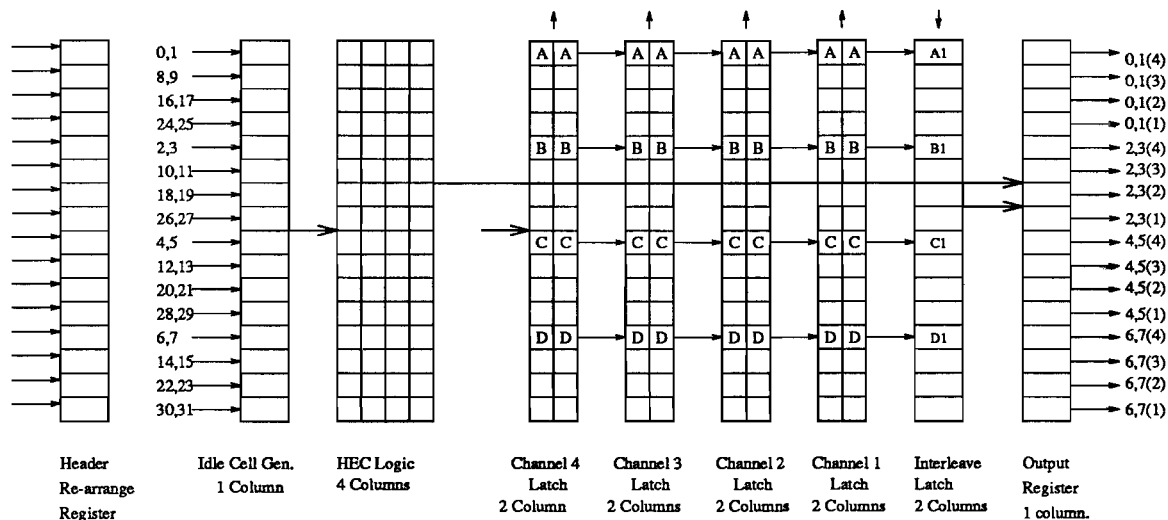 0,1 A A A A A A A A A1 0,1(4)
8,9 0,1(3)
16,17 0,1(2)
24,25 0,1(1)
2,3 B B B B B B B B B1 2,3(4)
10,11 2,3(3)
18,19 2,3(2)
26,27 2,3(1)
4,5 C C C C C C C C C1 4,5(4)
12,13 4,5(3)
20,21 4,5(2)
28,29 4,5(1)
6,7 D D D D D D D D D1 6,7(4)
14,15 6,7(3)
22,23 6,7(2)
30,31 6,7(1)
Header
Re-arrange
Register
Idle Cell Gen.
1 Column
HEC Logic
4 Columns
Channel 4
Latch
2 Column
Channel 3
Latch
2 Columns
Channel 2
Latch
2 Columns
Channel 1
Latch
2 Columns
Interleave
Latch
2 Columns
Output
Register
1 column.